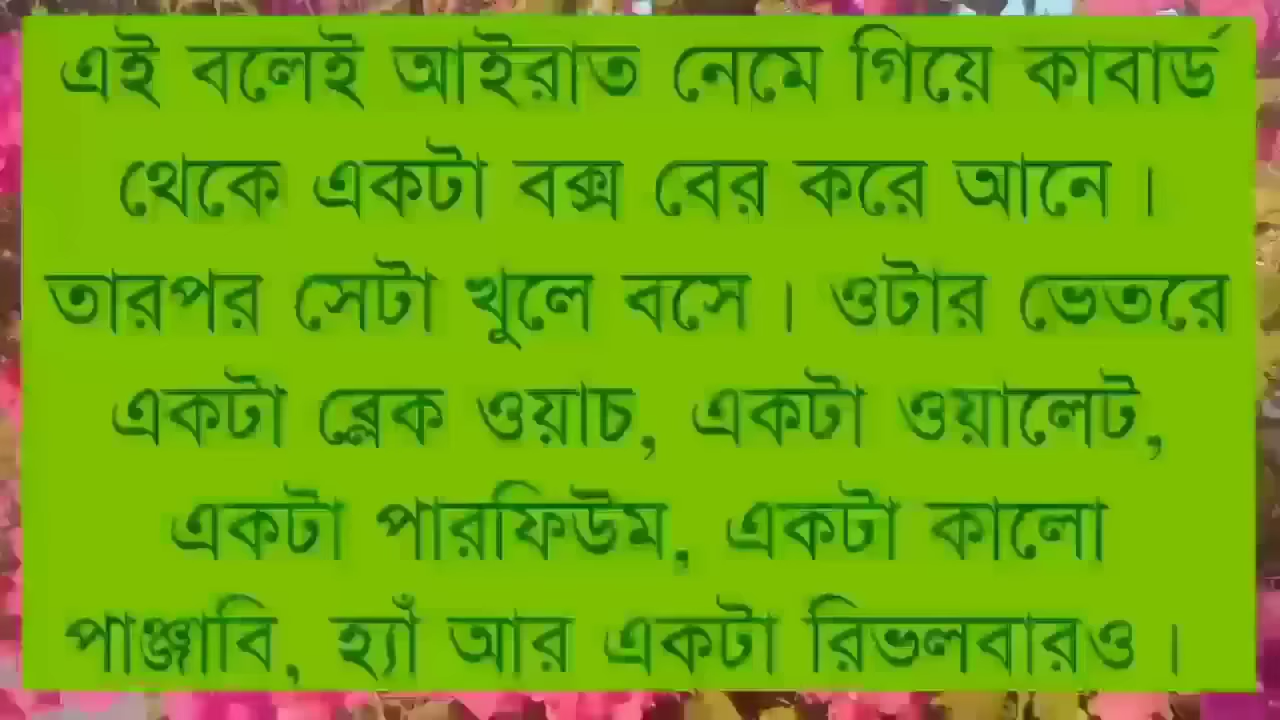 এই বলেই আইরাত নেমে গিয়ে কাবার্ড
থেকে একটা বক্স বের করে আনে।
তারপর সেটা খুলে বসে। ওটার ভেতরে
একটা ব্লেক ওয়াচ, একটা ওয়ালেট,
একটা পারফিউম, একটা কালো
পাঞ্জাবি, হ্যাঁ আর একটা রিভলবারও।